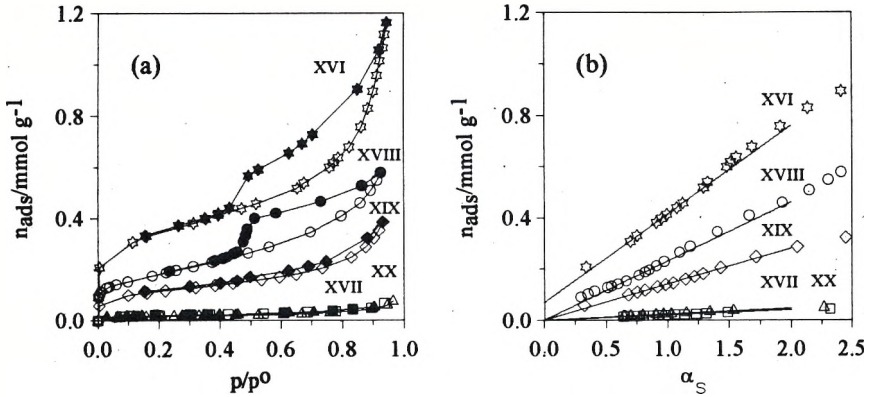 (a)
XVI
XVIII
XIX
XX
XVII
1.2
0.8
0.4
0.0
nads/mmol g-1
0.0 0.2 0.4 0.6 0.8 1.0
p/po
(b)
XVI
XVIII
XIX
XVII XX
1.2
0.8
0.4
0.0
nads/mmol g-1
0.0 0.5 1.0 1.5 2.0 2.5
αS